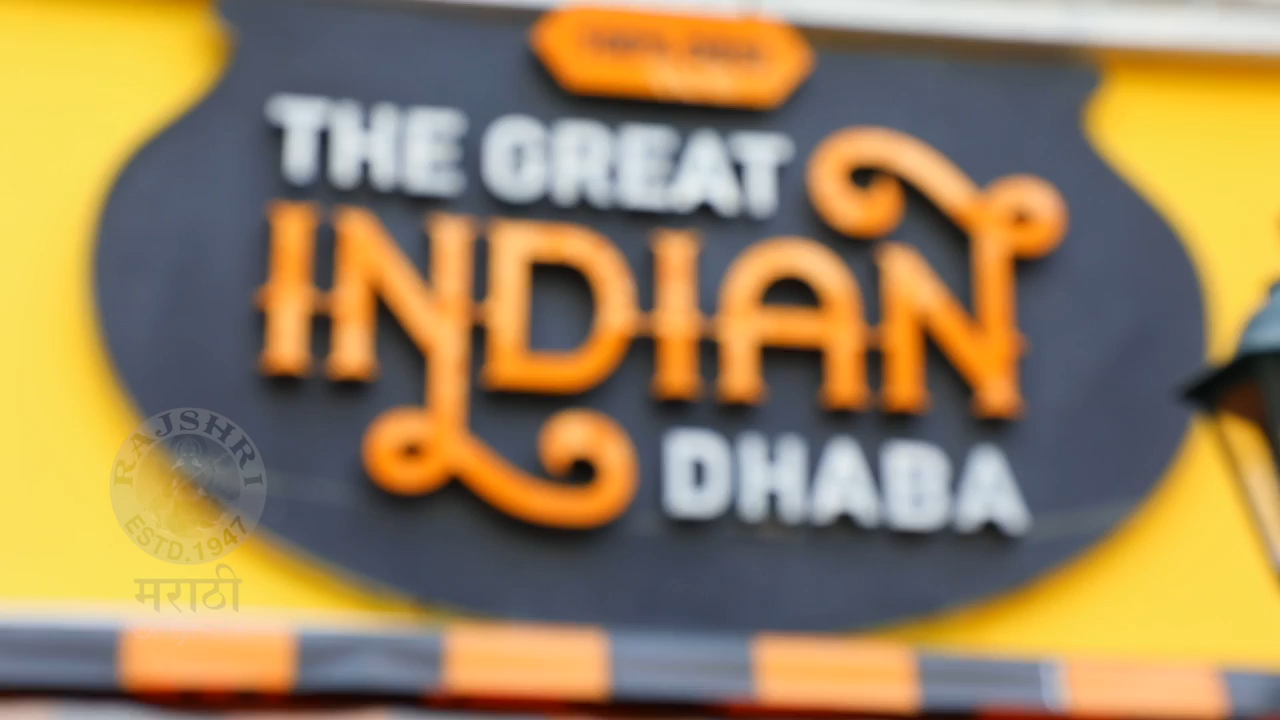 THE GREAT
INDIAN
DHABA
RAJSHRI
ESTD.1947
मराठी